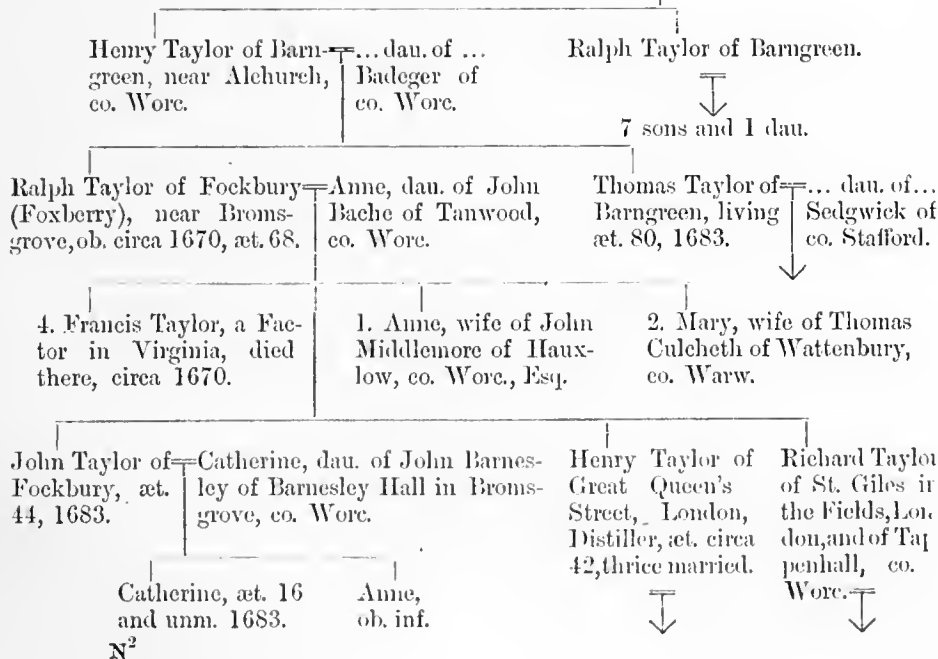 Henry Taylor of Barn-
green, near Alchurch,
co. Worc.
... dau. of ...
Badeger of
co. Worc.
Ralph Taylor of Barngreen.
7 sons and 1 dau.
Ralph Taylor of Fockbury
(Foxberry), near Broms-
grove, ob. circa 1670, æt. 68.
Anne, dau. of John
Bache of Tanwood,
co. Worc.
Thomas Taylor of
Barngreen, living
æt. 80, 1683.
... dau. of...
Sedgwick of
co. Stafford.
4. Francis Taylor, a Fac-
tor in Virginia, died
there, circa 1670.
1. Anne, wife of John
Middlemore of Haux-
low, co. Worc., Esq.
2. Mary, wife of Thomas
Culcheth of Wattenbury,
co. Warw.
John Taylor of
Fockbury, æt.
44, 1683.
Catherine, dau. of John Barnes-
ley of Barnesley Hall in Broms-
grove, co. Worc.
Henry Taylor of
Great Queen's
Street, London,
Distiller, æt. circa
42, thrice married.
Richard Taylor
of St. Giles in
the Fields, Lon-
don, and of Tap
penhall, co.
Worc.
Catherine, æt. 16
and unm. 1683.
Anne,
ob. inf.
N²